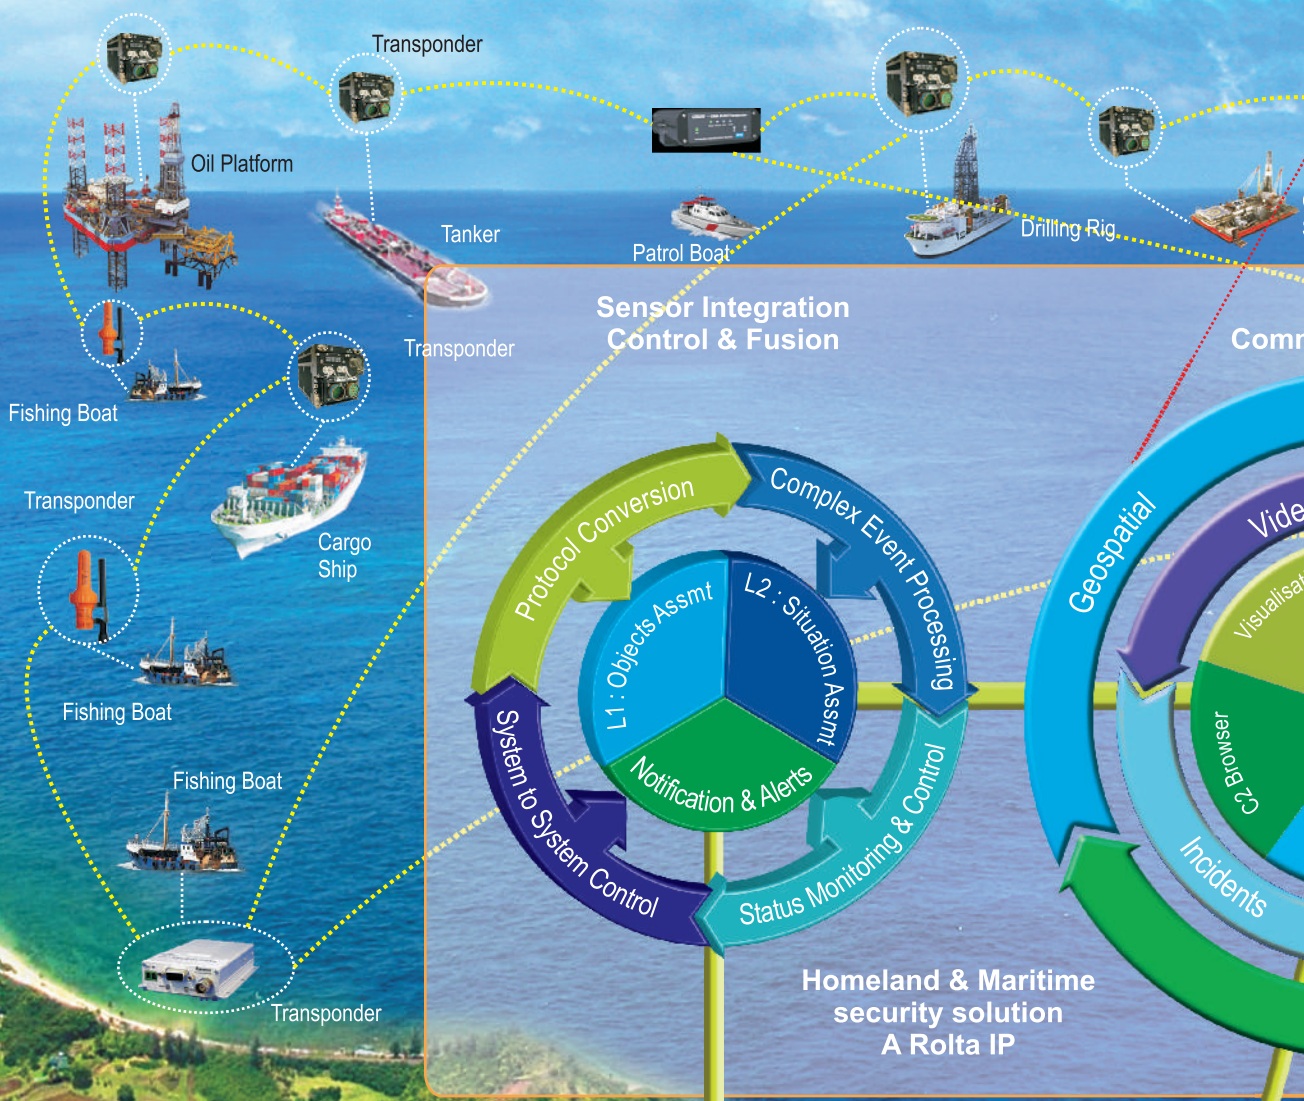 Transponder
Oil Platform
Tanker
Patrol Boat
Drilling Rig
Sensor Integration
Control & Fusion
Transponder
Fishing Boat
Transponder
Cargo
Ship
Fishing Boat
Fishing Boat
Transponder
Protocol Conversion
Complex Event Processing
Status Monitoring & Control
System to System Control
L1 : Objects Assmt
L2 : Situation Assmt
Notification & Alerts
Geospatial
Incidents
C2 Browser
Homeland & Maritime
security solution
A Rolta IP